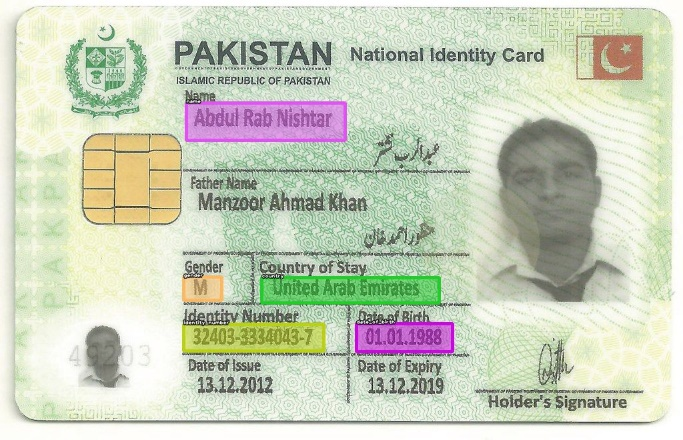 PAKISTAN National Identity Card
ISLAMIC REPUBLIC OF PAKISTAN
Name
Abdul Rab Nishtar
عبدالرب نشتر
Father Name
Manzoor Ahmad Khan
منظور احمد خان
Gender Country of Stay
M United Arab Emirates
Identity Number Date of Birth
32403-3334043-7 01.01.1988
Date of Issue Date of Expiry
13.12.2012 13.12.2019
49203
Holder's Signature